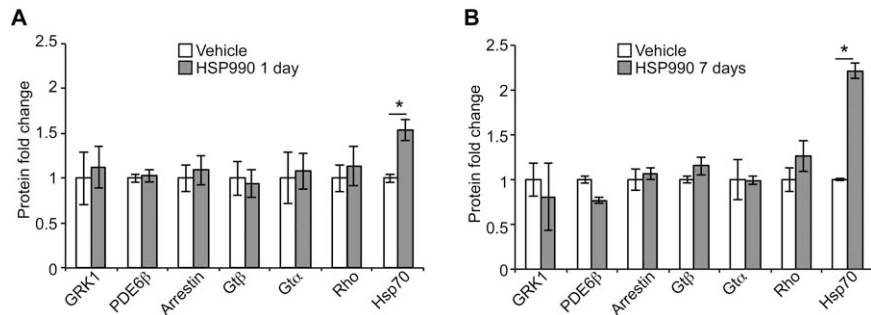 A
Protein fold change
2.5
2
1.5
1
0.5
0
Vehicle
HSP990 1 day
*
GRK1
PDE6β
Arrestin
Gtβ
Gtα
Rho
Hsp70
B
Protein fold change
2.5
2.0
1.5
1
0.5
0
Vehicle
HSP990 7 days
*
GRK1
PDE6β
Arrestin
Gtβ
Gtα
Rho
Hsp70